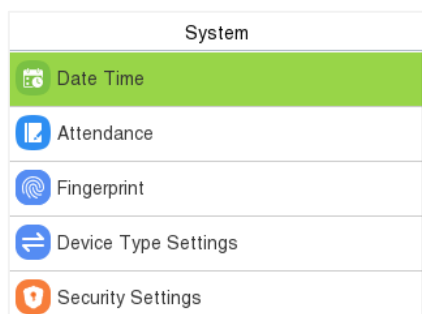 System
Date Time
Attendance
Fingerprint
Device Type Settings
Security Settings